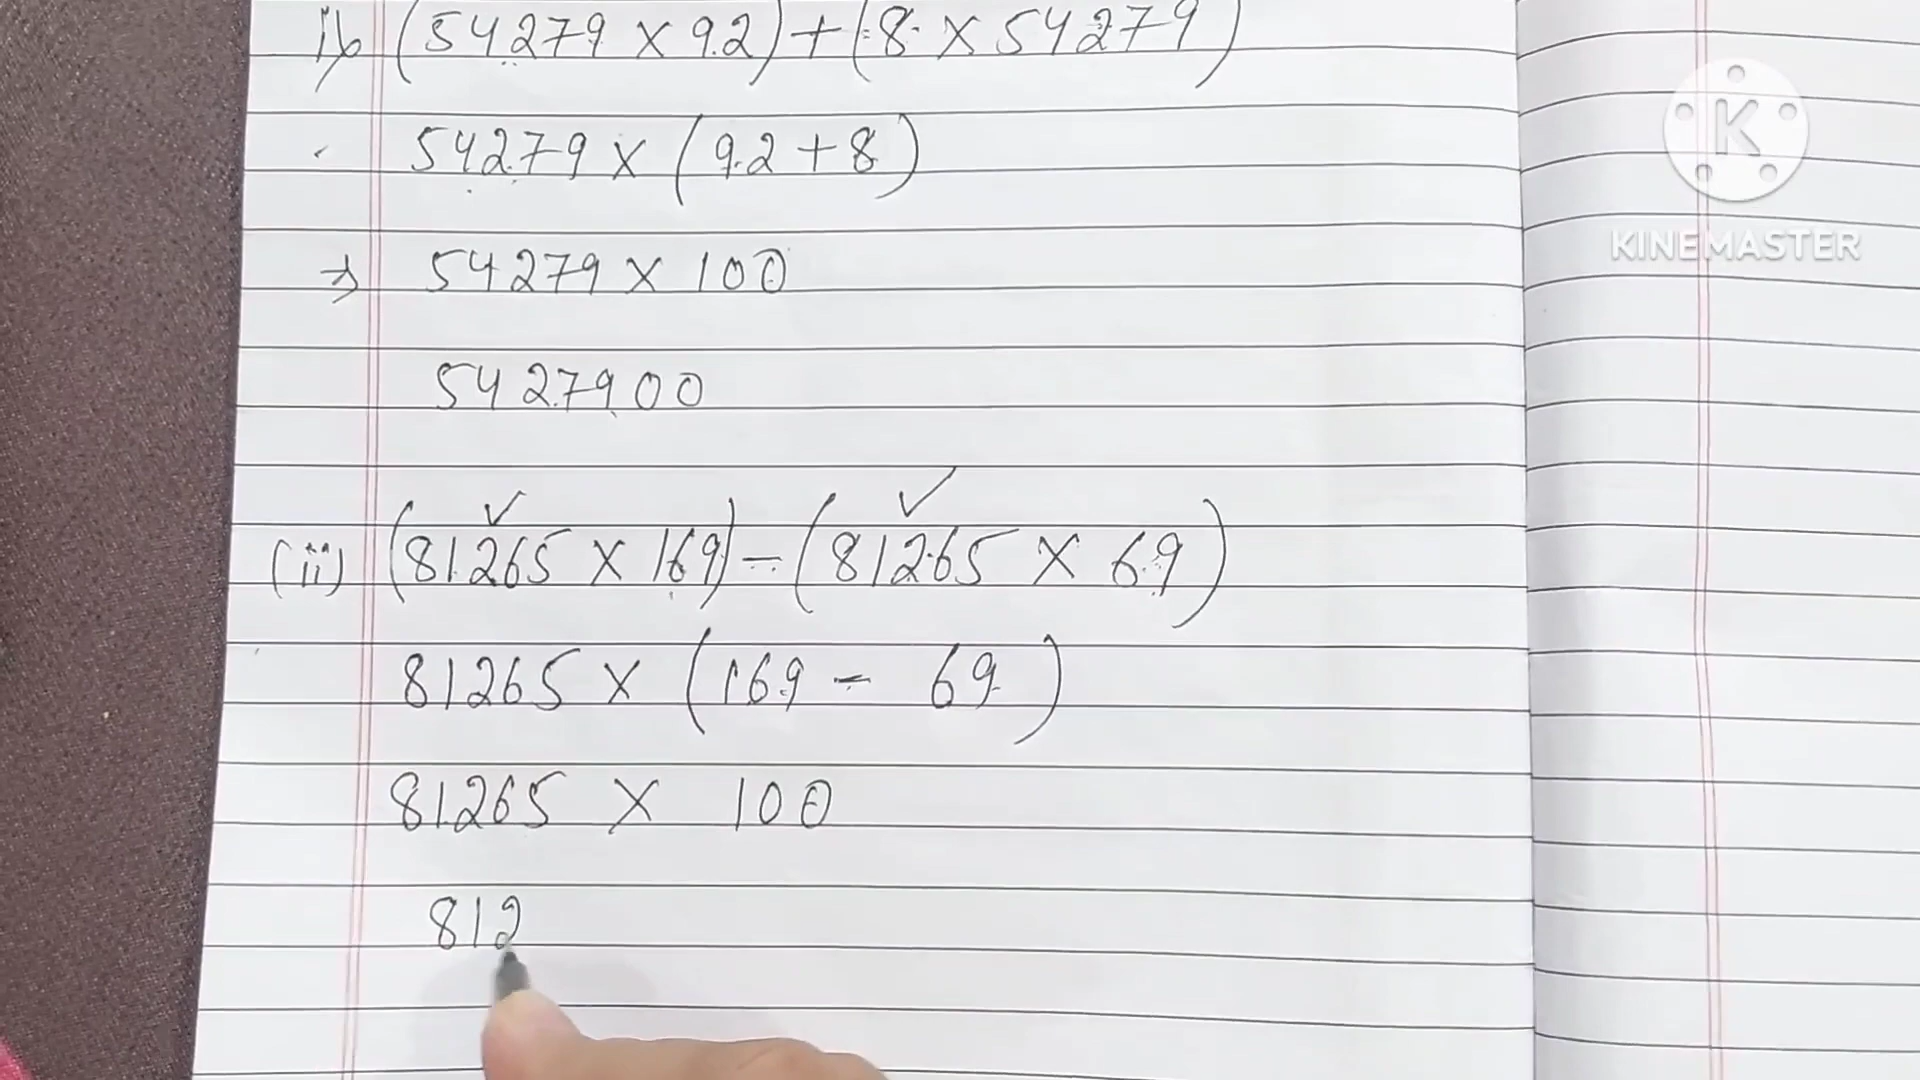 i) (54279 × 92) + (8 × 54279)
54279 × (92 + 8)
⇒ 54279 × 100
5427900
(ii) (81265 × 169) − (81265 × 69)
81265 × (169 − 69)
81265 × 100
812
K
KINEMASTER